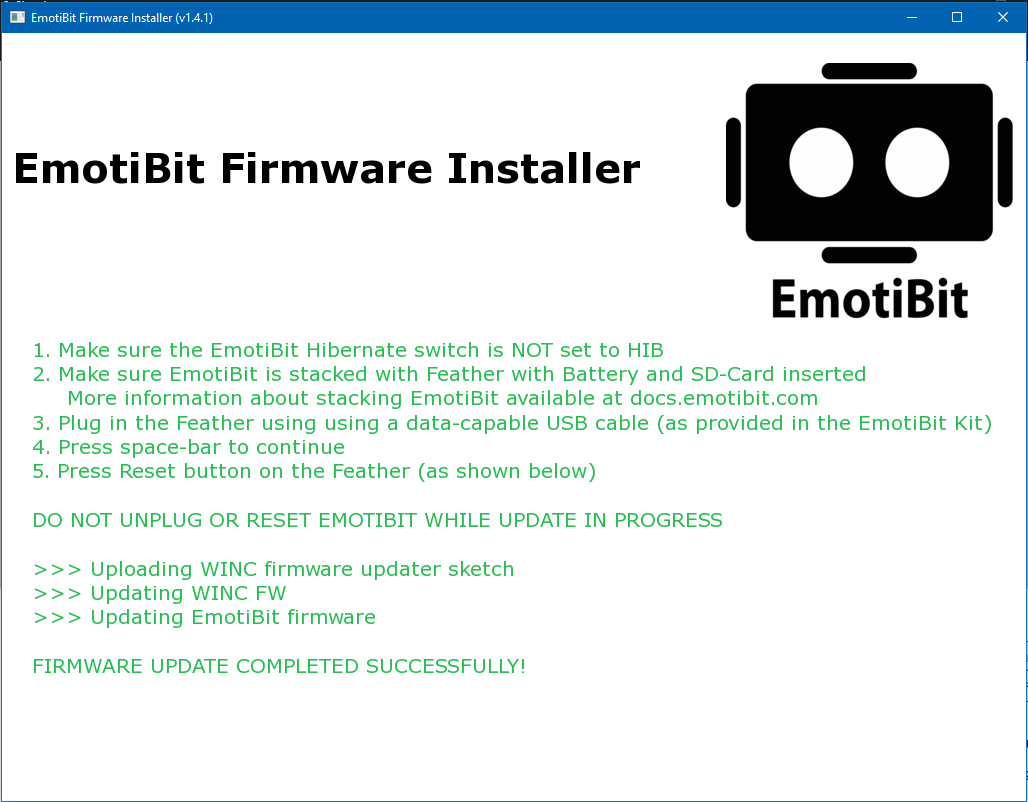 EmotiBit Firmware Installer (v1.4.1)
EmotiBit Firmware Installer
EmotiBit
1. Make sure the EmotiBit Hibernate switch is NOT set to HIB
2. Make sure EmotiBit is stacked with Feather with Battery and SD-Card inserted
More information about stacking EmotiBit available at docs.emotibit.com
3. Plug in the Feather using using a data-capable USB cable (as provided in the EmotiBit Kit)
4. Press space-bar to continue
5. Press Reset button on the Feather (as shown below)
DO NOT UNPLUG OR RESET EMOTIBIT WHILE UPDATE IN PROGRESS
>>> Uploading WINC firmware updater sketch
>>> Updating WINC FW
>>> Updating EmotiBit firmware
FIRMWARE UPDATE COMPLETED SUCCESSFULLY!